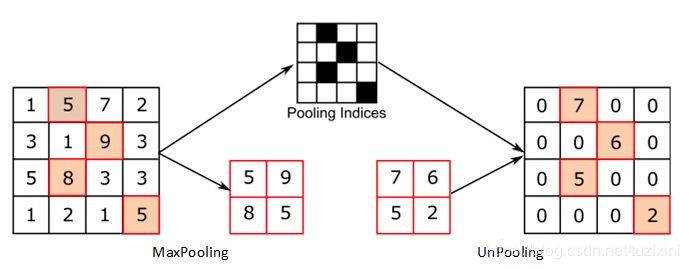 Pooling Indices
1 5 7 2
3 1 9 3
5 8 3 3
1 2 1 5
5 9
8 5
7 6
5 2
0 7 0 0
0 0 6 0
0 5 0 0
0 0 0 2
MaxPooling
UnPooling
blog.csdn.net/tuzixini